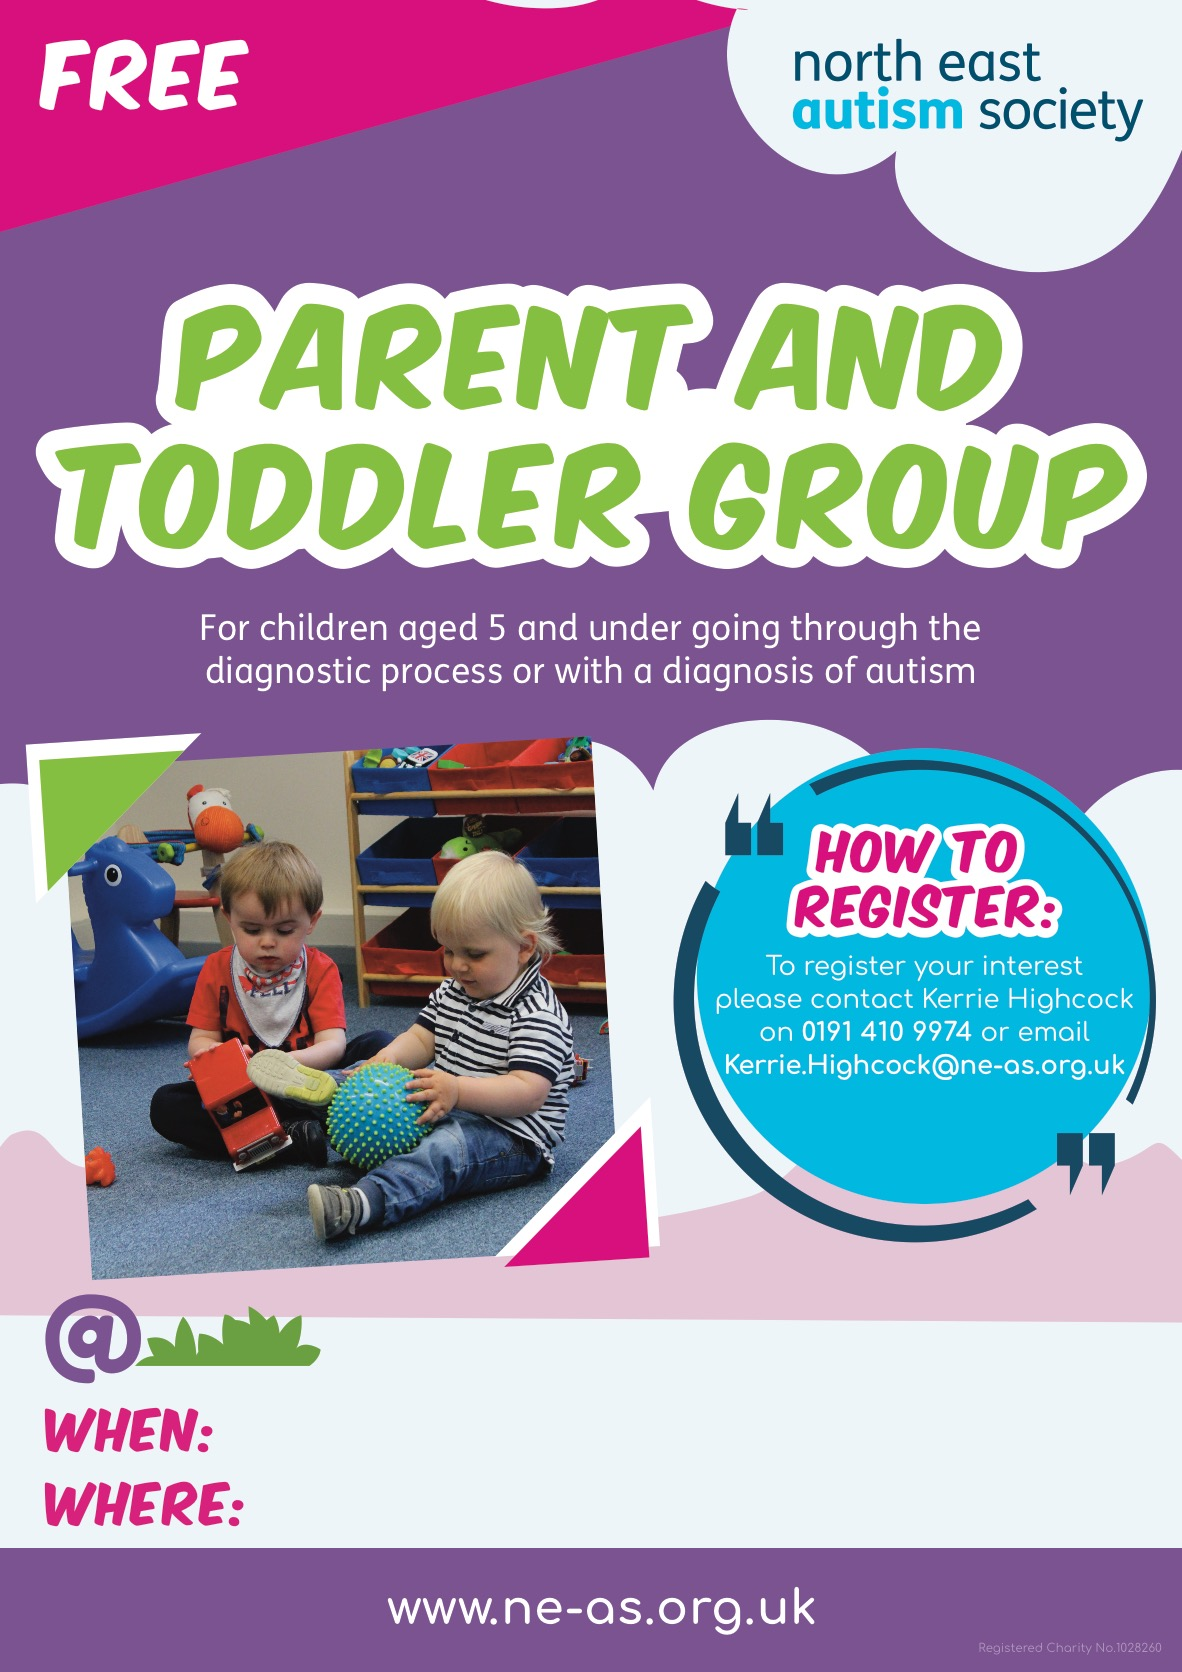 FREE
north east
autism society
PARENT AND
TODDLER GROUP
For children aged 5 and under going through the
diagnostic process or with a diagnosis of autism
HOW TO
REGISTER:
To register your interest
please contact Kerrie Highcock
on 0191 410 9974 or email
Kerrie.Highcock@ne-as.org.uk
@
WHEN:
WHERE:
www.ne-as.org.uk
Registered Charity No.1028260